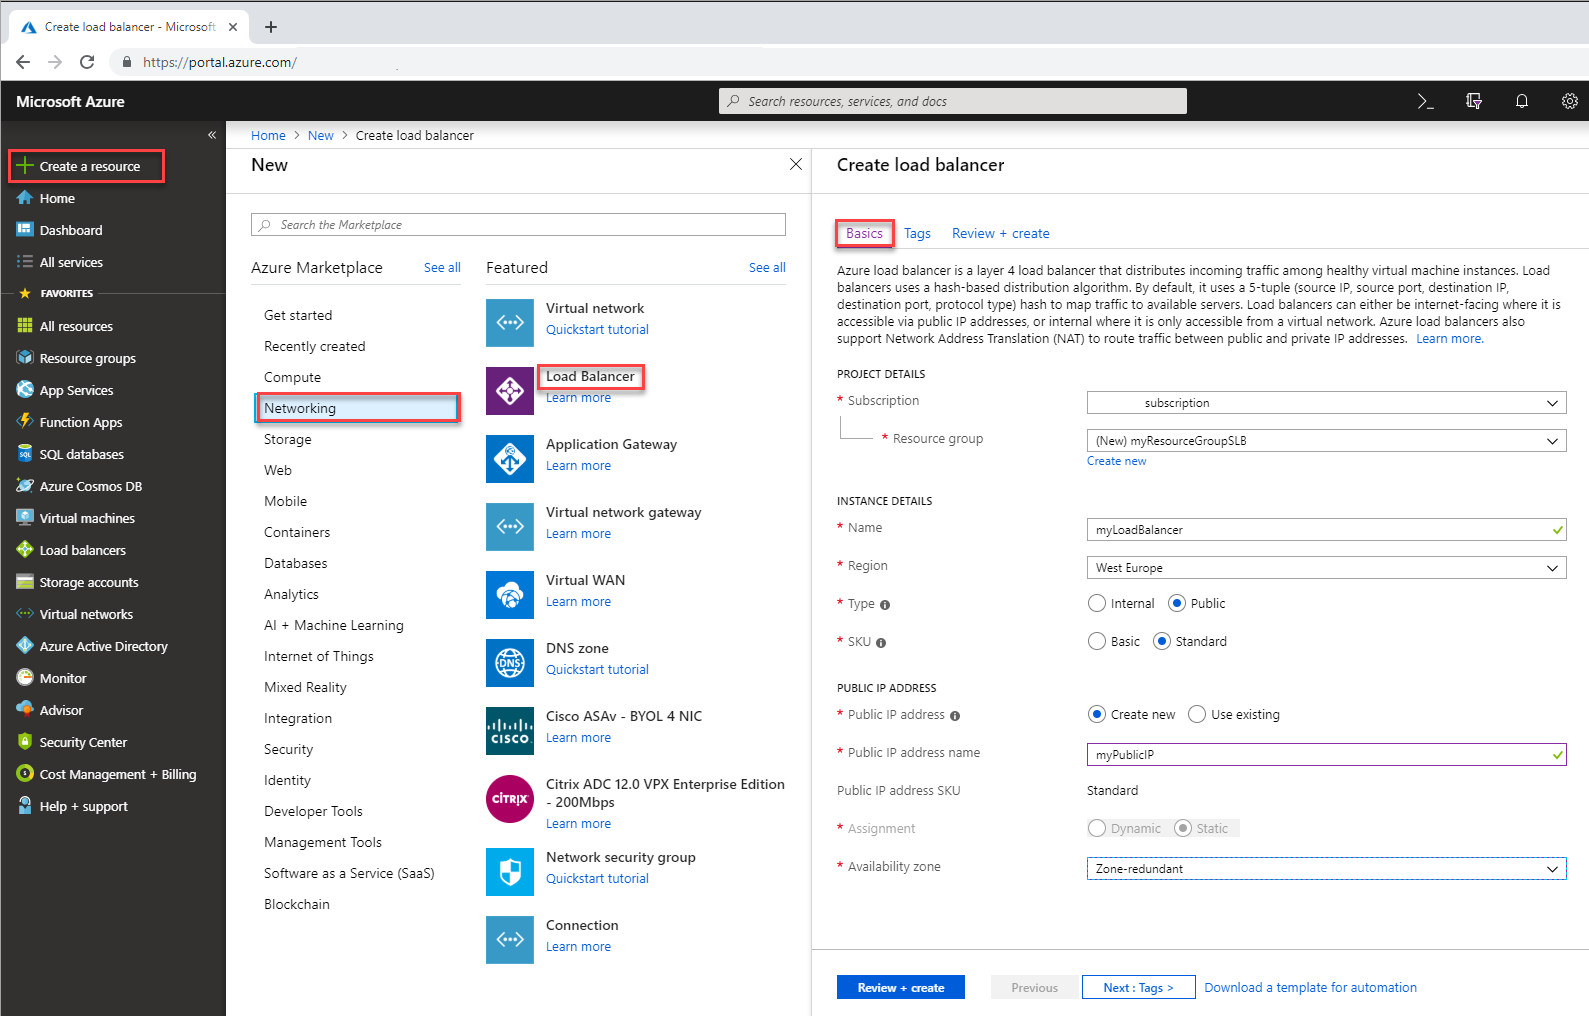 Create load balancer - Microsoft
https://portal.azure.com/
Microsoft Azure
Search resources, services, and docs
Create a resource
Home
Dashboard
All services
FAVORITES
All resources
Resource groups
App Services
Function Apps
SQL databases
Azure Cosmos DB
Virtual machines
Load balancers
Storage accounts
Virtual networks
Azure Active Directory
Monitor
Advisor
Security Center
Cost Management + Billing
Help + support
Home > New > Create load balancer
New
Search the Marketplace
Azure Marketplace See all
Get started
Recently created
Compute
Networking
Storage
Web
Mobile
Containers
Databases
Analytics
AI + Machine Learning
Internet of Things
Mixed Reality
Integration
Security
Identity
Developer Tools
Management Tools
Software as a Service (SaaS)
Blockchain
Featured See all
Virtual network
Quickstart tutorial
Load Balancer
Learn more
Application Gateway
Learn more
Virtual network gateway
Learn more
Virtual WAN
Learn more
DNS
DNS zone
Quickstart tutorial
CISCO
Cisco ASAv - BYOL 4 NIC
Learn more
CITRIX
Citrix ADC 12.0 VPX Enterprise Edition
- 200Mbps
Learn more
Network security group
Quickstart tutorial
Connection
Learn more
Create load balancer
Basics Tags Review + create
Azure load balancer is a layer 4 load balancer that distributes incoming traffic among healthy virtual machine instances. Load
balancers uses a hash-based distribution algorithm. By default, it uses a 5-tuple (source IP, source port, destination IP,
destination port, protocol type) hash to map traffic to available servers. Load balancers can either be internet-facing where it is
accessible via public IP addresses, or internal where it is only accessible from a virtual network. Azure load balancers also
support Network Address Translation (NAT) to route traffic between public and private IP addresses. Learn more.
PROJECT DETAILS
* Subscription subscription
* Resource group (New) myResourceGroupSLB
Create new
INSTANCE DETAILS
* Name myLoadBalancer
* Region West Europe
* Type Internal Public
* SKU Basic Standard
PUBLIC IP ADDRESS
* Public IP address Create new Use existing
* Public IP address name myPublicIP
Public IP address SKU Standard
* Assignment Dynamic Static
* Availability zone Zone-redundant
Review + create Previous Next : Tags > Download a template for automation